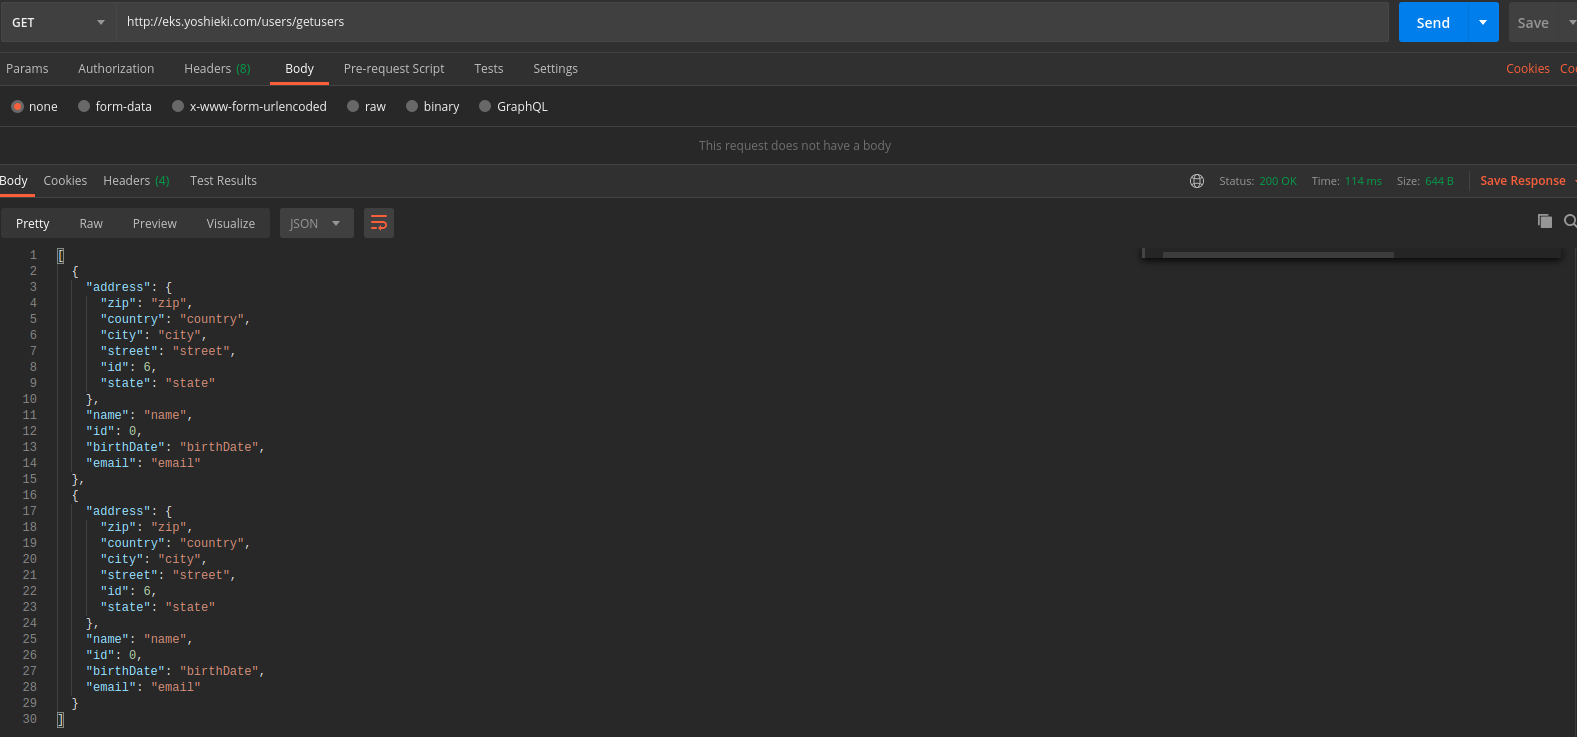 GET http://eks.yoshieki.com/users/getusers Send Save
Params Authorization Headers (8) Body Pre-request Script Tests Settings Cookies
none form-data x-www-form-urlencoded raw binary GraphQL
This request does not have a body
Body Cookies Headers (4) Test Results Status: 200 OK Time: 114 ms Size: 644 B Save Response
Pretty Raw Preview Visualize JSON
1 [
2 {
3 "address": {
4 "zip": "zip",
5 "country": "country",
6 "city": "city",
7 "street": "street",
8 "id": 6,
9 "state": "state"
10 },
11 "name": "name",
12 "id": 0,
13 "birthDate": "birthDate",
14 "email": "email"
15 },
16 {
17 "address": {
18 "zip": "zip",
19 "country": "country",
20 "city": "city",
21 "street": "street",
22 "id": 6,
23 "state": "state"
24 },
25 "name": "name",
26 "id": 0,
27 "birthDate": "birthDate",
28 "email": "email"
29 }
30 ]